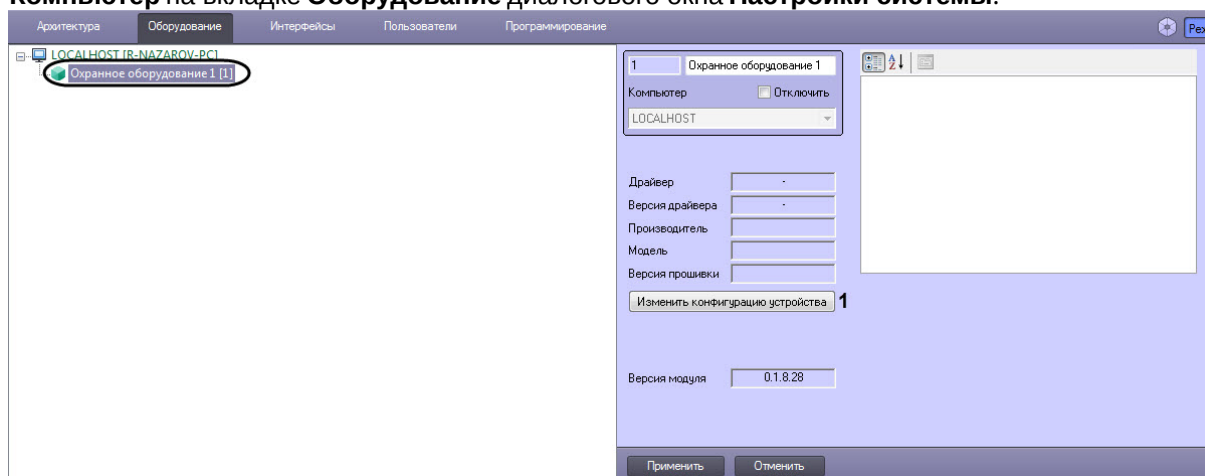 Компьютер на вкладке Оборудование диалогового окна Настройки системы.
Архитектура Оборудование Интерфейсы Пользователи Программирование
LOCALHOST [R-NAZAROV-PC]
Охранное оборудование 1 [1]
1 Охранное оборудование 1
Компьютер Отключить
LOCALHOST
Драйвер -
Версия драйвера -
Производитель
Модель
Версия прошивки
Изменить конфигурацию устройства 1
Версия модуля 0.1.8.28
Применить Отменить